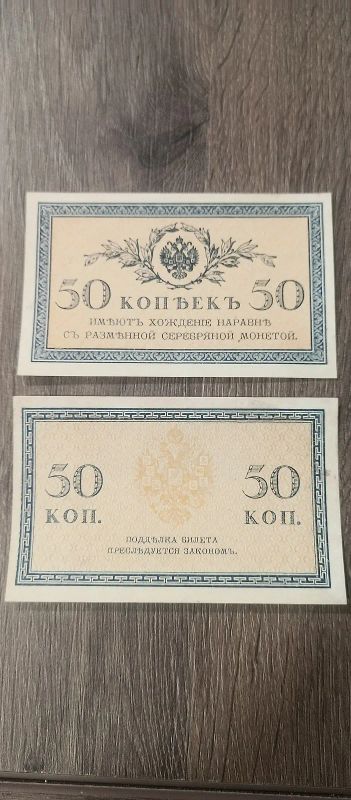 50 КОПѢЕКЪ 50
ИМѢЮТЪ ХОЖДЕНІЕ НАРАВНѢ
СЪ РАЗМѢННОЙ СЕРЕБРЯНОЙ МОНЕТОЙ.
50 50
КОП. КОП.
ПОДДѢЛКА БИЛЕТА
ПРЕСЛѢДУЕТСЯ ЗАКОНОМЪ.